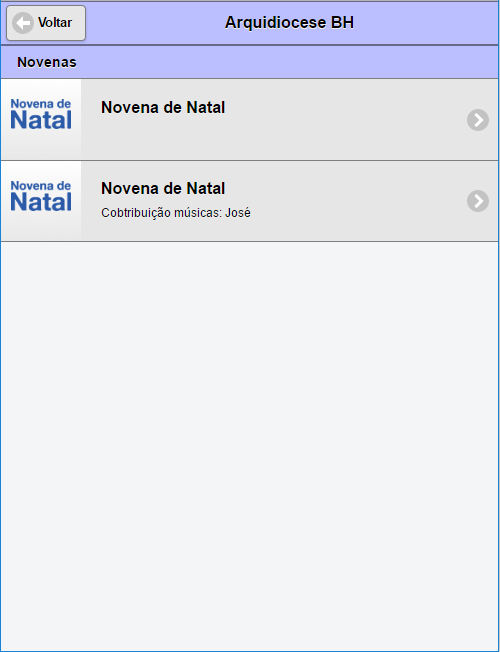 Voltar
Arquidiocese BH
Novenas
Novena de
Natal
Novena de Natal
Novena de
Natal
Novena de Natal
Cobtribuição músicas: José